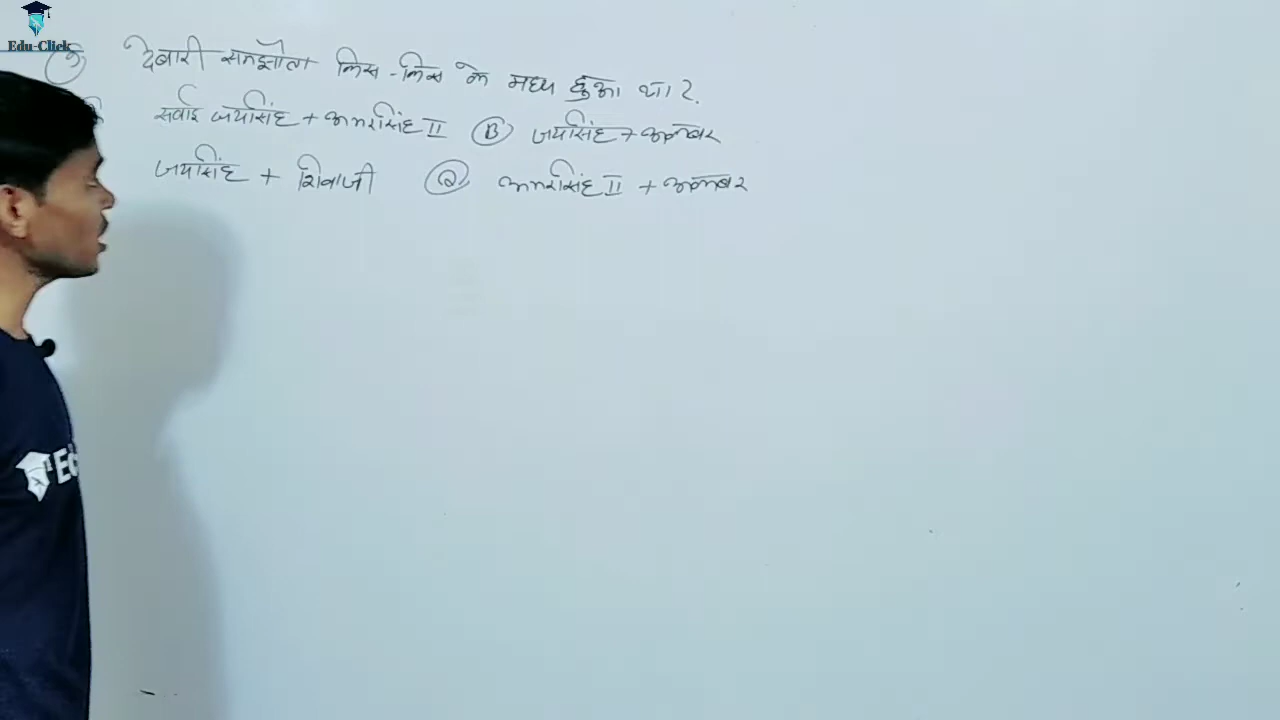 Edu-Click
देबारी समझौता किस-किस के मध्य हुआ था ?.
सवाई जयसिंह + अमरसिंह II (B) जयसिंह + अकबर
जयसिंह + शिवाजी अमरसिंह II + अकबर